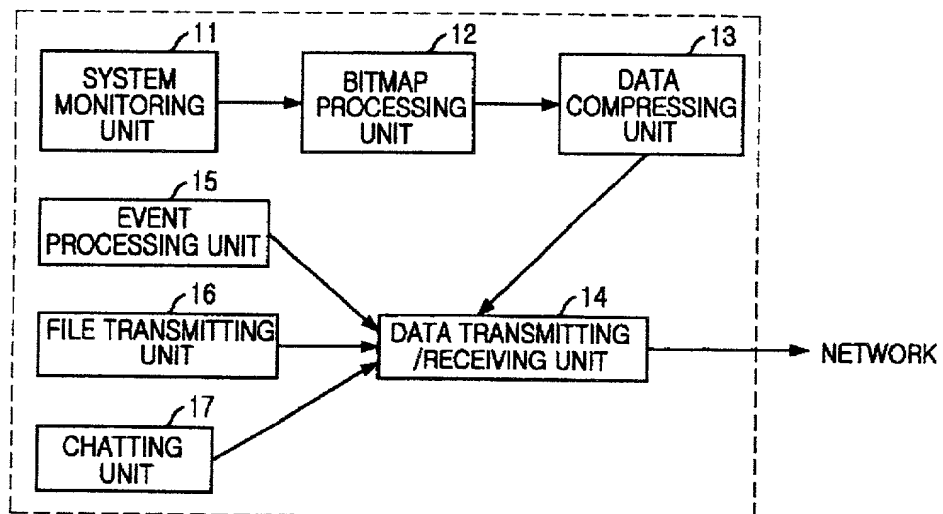 11
SYSTEM
MONITORING
UNIT
12
BITMAP
PROCESSING
UNIT
13
DATA
COMPRESSING
UNIT
15
EVENT
PROCESSING UNIT
16
FILE TRANSMITTING
UNIT
14
DATA TRANSMITTING
/RECEIVING UNIT
NETWORK
17
CHATTING
UNIT